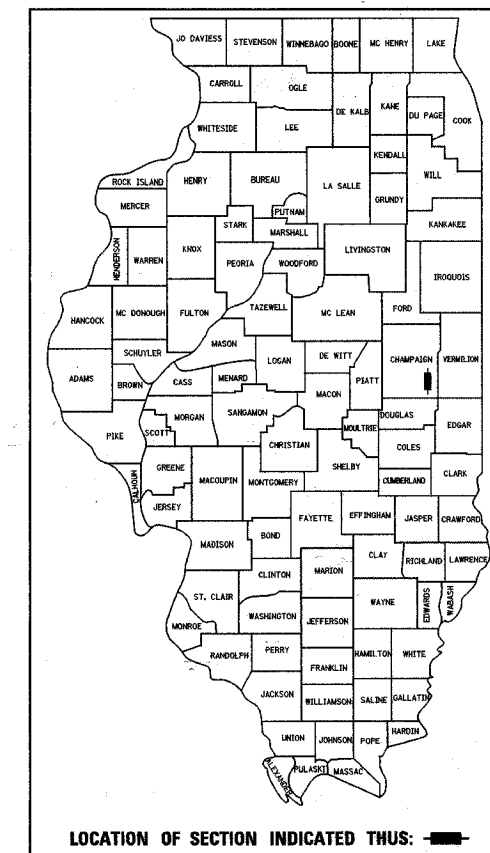 JO DAVIESS STEVENSON WINNEBAGO BOONE MC HENRY LAKE
CARROLL OGLE
DE KALB KANE DU PAGE COOK
WHITESIDE LEE
KENDALL WILL
ROCK ISLAND HENRY BUREAU LA SALLE GRUNDY
MERCER PUTNAM
KANKAKEE
STARK MARSHALL
HENDERSON WARREN KNOX LIVINGSTON
PEORIA WOODFORD IROQUOIS
FORD
HANCOCK MC DONOUGH FULTON TAZEWELL MC LEAN
MASON
SCHUYLER LOGAN DE WITT CHAMPAIGN VERMILION
ADAMS BROWN CASS MENARD PIATT
MACON
MORGAN SANGAMON
PIKE SCOTT MOULTRIE DOUGLAS EDGAR
CHRISTIAN COLES
CALHOUN GREENE MACOUPIN MONTGOMERY SHELBY
CUMBERLAND CLARK
JERSEY
FAYETTE EFFINGHAM JASPER CRAWFORD
MADISON BOND
CLAY
CLINTON MARION RICHLAND LAWRENCE
ST. CLAIR WAYNE EDWARDS WABASH
WASHINGTON JEFFERSON
MONROE
RANDOLPH PERRY HAMILTON WHITE
FRANKLIN
JACKSON WILLIAMSON SALINE GALLATIN
UNION JOHNSON POPE HARDIN
ALEXANDER PULASKI MASSAC
LOCATION OF SECTION INDICATED THUS: